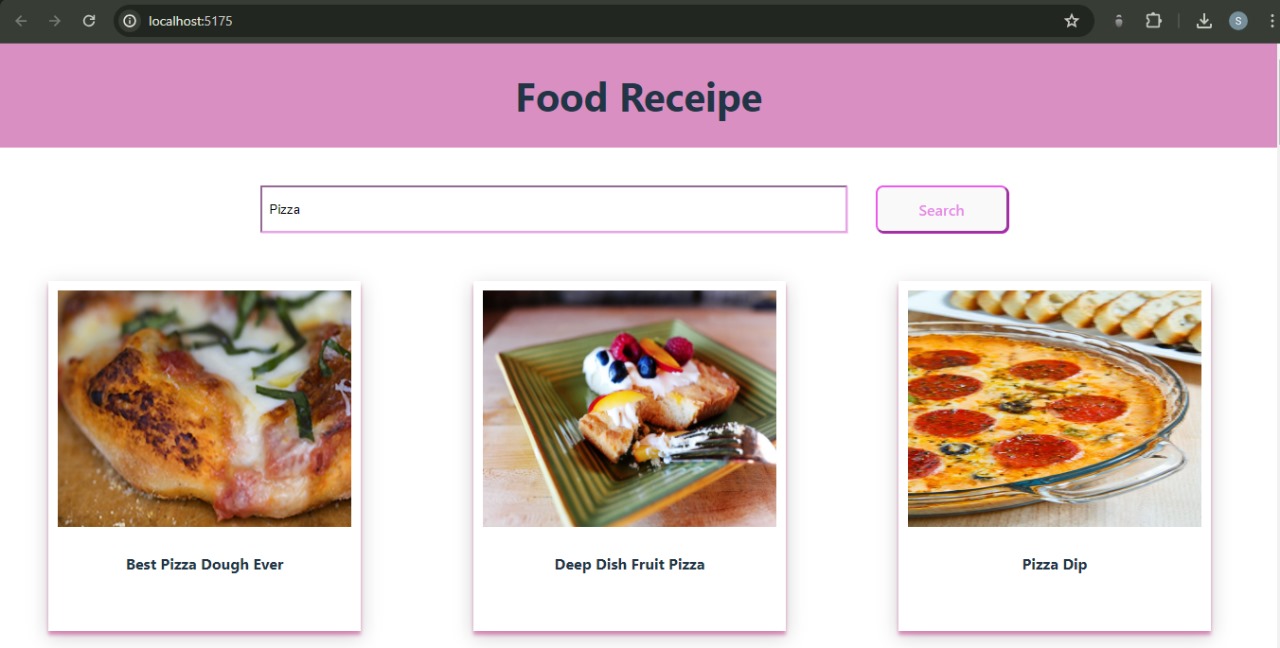 localhost:5175
S
Food Receipe
Pizza
Search
Best Pizza Dough Ever
Deep Dish Fruit Pizza
Pizza Dip